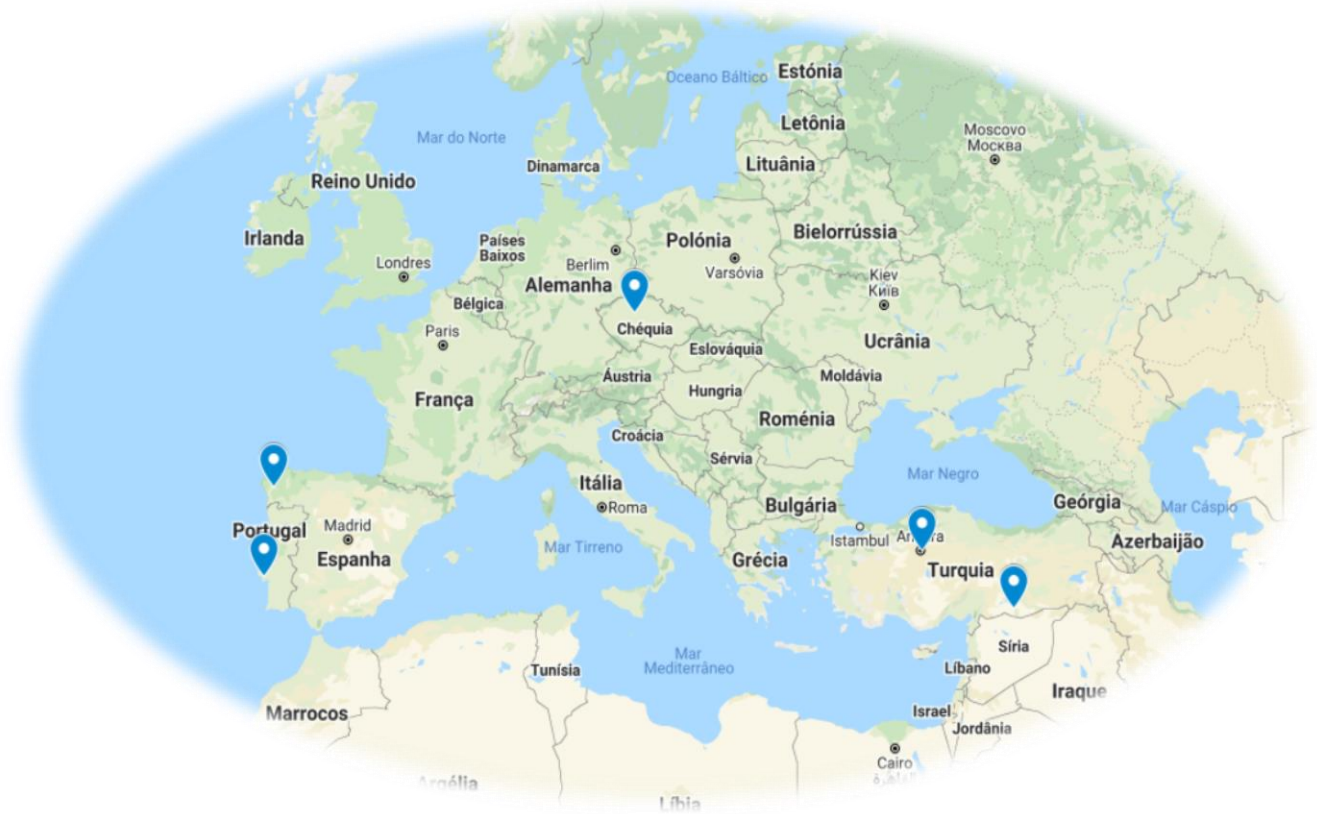 Oceano Báltico
Estónia
Letônia
Mar do Norte
Moscovo
Москва
Dinamarca
Lituânia
Reino Unido
Irlanda
Países
Baixos
Polónia
Bielorrússia
Londres
Berlim
Varsóvia
Alemanha
Kiev
Київ
Bélgica
Paris
Chéquia
Ucrânia
Eslováquia
Áustria
Moldávia
Hungria
França
Roménia
Croácia
Sérvia
Mar Negro
Itália
Roma
Bulgária
Geórgia
Mar Cáspio
Portugal
Madrid
Istambul
Azerbaijão
Mar Tirreno
Espanha
Grécia
Turquia
Síria
Mar
Mediterrâneo
Tunísia
Líbano
Iraque
Marrocos
Israel
Jordânia
Cairo
القاهرة
Argélia
Líbia